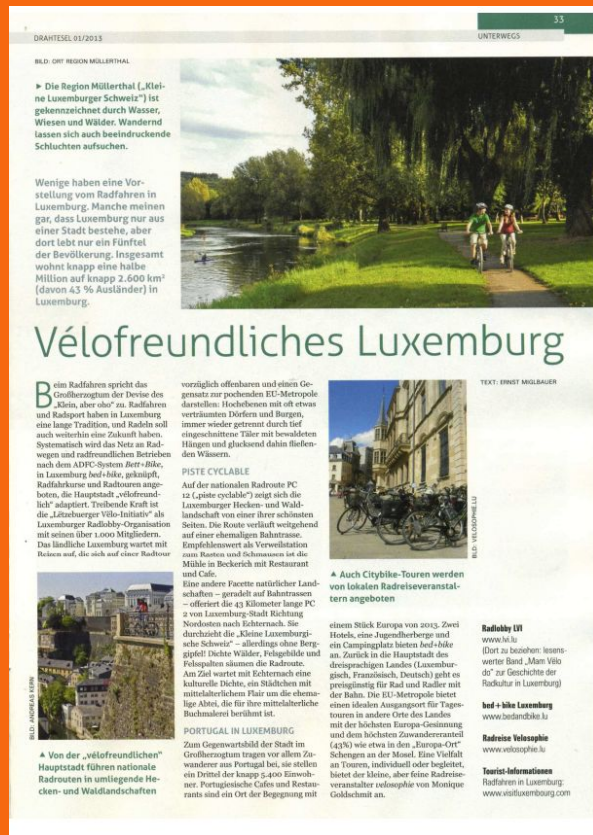 33
DRAHTESEL 01/2013
UNTERWEGS
BILD: ORT REGION MÜLLERTHAL
► Die Region Müllerthal („Klei-
ne Luxemburger Schweiz“) ist
gekennzeichnet durch Wasser,
Wiesen und Wälder. Wandernd
lassen sich auch beeindruckende
Schluchten aufsuchen.
Wenige haben eine Vor-
stellung vom Radfahren in
Luxemburg. Manche meinen
gar, dass Luxemburg nur aus
einer Stadt bestehe, aber
dort lebt nur ein Fünftel
der Bevölkerung. Insgesamt
wohnt knapp eine halbe
Million auf knapp 2.600 km²
(davon 43 % Ausländer) in
Luxemburg.
Vélofreundliches Luxemburg
TEXT: ERNST MIGLBAUER
Beim Radfahren spricht das
Großherzogtum der Devise des
„Klein, aber oho“ zu. Radfahren
und Radsport haben in Luxemburg
eine lange Tradition, und Radeln soll
auch weiterhin eine Zukunft haben.
Systematisch wird das Netz an Rad-
wegen und radfreundlichen Betrieben
nach dem ADFC-System Bett+Bike,
in Luxemburg bed+bike, geknüpft,
Radfahrkurse und Radtouren ange-
boten, die Hauptstadt „vélofreund-
lich“ adaptiert. Treibende Kraft ist
die „Lëtzebuerger Vëlo-Initiativ“ als
Luxemburger Radlobby-Organisation
mit seinen über 1.000 Mitgliedern.
Das ländliche Luxemburg wartet mit
Reizen auf, die sich auf einer Radtour
BILD: ANDREAS KERN
▲ Von der „vélofreundlichen“
Hauptstadt führen nationale
Radrouten in umliegende He-
cken- und Waldlandschaften
vorzüglich offenbaren und einen Ge-
gensatz zur pochenden EU-Metropole
darstellen: Hochebenen mit oft etwas
verträumten Dörfern und Burgen,
immer wieder getrennt durch tief
eingeschnittene Täler mit bewaldeten
Hängen und glucksend dahin fließen-
den Wässern.
PISTE CYCLABLE
Auf der nationalen Radroute PC
12 („piste cyclable“) zeigt sich die
Luxemburger Hecken- und Wald-
landschaft von einer ihrer schönsten
Seiten. Die Route verläuft weitgehend
auf einer ehemaligen Bahntrasse.
Empfehlenswert als Verweilstation
zum Rasten und Schmausen ist die
Mühle in Beckerich mit Restaurant
und Cafe.
Eine andere Facette natürlicher Land-
schaften – geradelt auf Bahntrassen
– offeriert die 43 Kilometer lange PC
2 von Luxemburg-Stadt Richtung
Nordosten nach Echternach. Sie
durchzieht die „Kleine Luxemburgi-
sche Schweiz“ – allerdings ohne Berg-
gipfel! Dichte Wälder, Felsgebilde und
Felsspalten säumen die Radroute.
Am Ziel wartet mit Echternach eine
kulturelle Dichte, ein Städtchen mit
mittelalterlichem Flair um die ehema-
lige Abtei, die für ihre mittelalterliche
Buchmalerei berühmt ist.
PORTUGAL IN LUXEMBURG
Zum Gegenwartsbild der Stadt im
Großherzogtum tragen vor allem Zu-
wanderer aus Portugal bei, sie stellen
ein Drittel der knapp 5.400 Einwoh-
ner. Portugiesische Cafes und Restau-
rants sind ein Ort der Begegnung mit
BILD: VELOSOPHIE.LU
▲ Auch Citybike-Touren werden
von lokalen Radreiseveranstal-
tern angeboten
einem Stück Europa von 2013. Zwei
Hotels, eine Jugendherberge und
ein Campingplatz bieten bed+bike
an. Zurück in die Hauptstadt des
dreisprachigen Landes (Luxembur-
gisch, Französisch, Deutsch) geht es
preisgünstig für Rad und Radler mit
der Bahn. Die EU-Metropole bietet
einen idealen Ausgangsort für Tages-
touren in andere Orte des Landes
mit der höchsten Europa-Gesinnung
und dem höchsten Zuwandereranteil
(43%) wie etwa in den „Europa-Ort“
Schengen an der Mosel. Eine Vielfalt
an Touren, individuell oder begleitet,
bietet der kleine, aber feine Radreise-
veranstalter velosophie von Monique
Goldschmit an.
Radlobby LVI
www.lvi.lu
(Dort zu beziehen: lesens-
werter Band „Mam Vëlo
do“ zur Geschichte der
Radkultur in Luxemburg)
bed+bike Luxemburg
www.bedandbike.lu
Radreise Velosophie
www.velosophie.lu
Tourist-Informationen
Radfahren in Luxemburg:
www.visitluxembourg.com